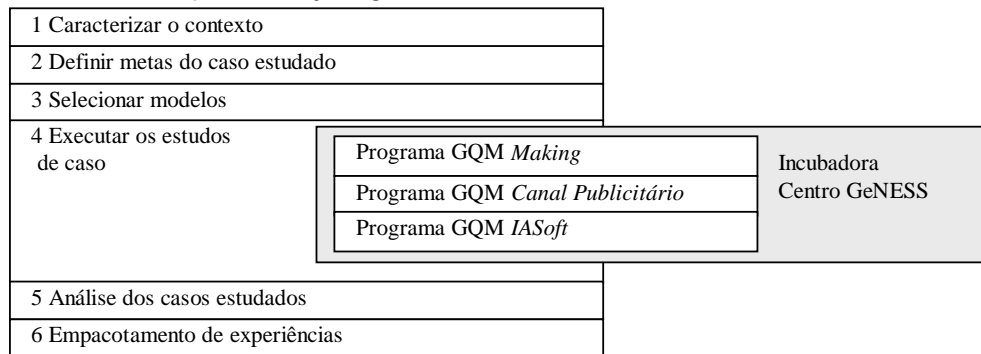 1 Caracterizar o contexto
2 Definir metas do caso estudado
3 Selecionar modelos
4 Executar os estudos
de caso
Programa GQM Making
Programa GQM Canal Publicitário
Programa GQM IASoft
Incubadora
Centro GeNESS
5 Análise dos casos estudados
6 Empacotamento de experiências